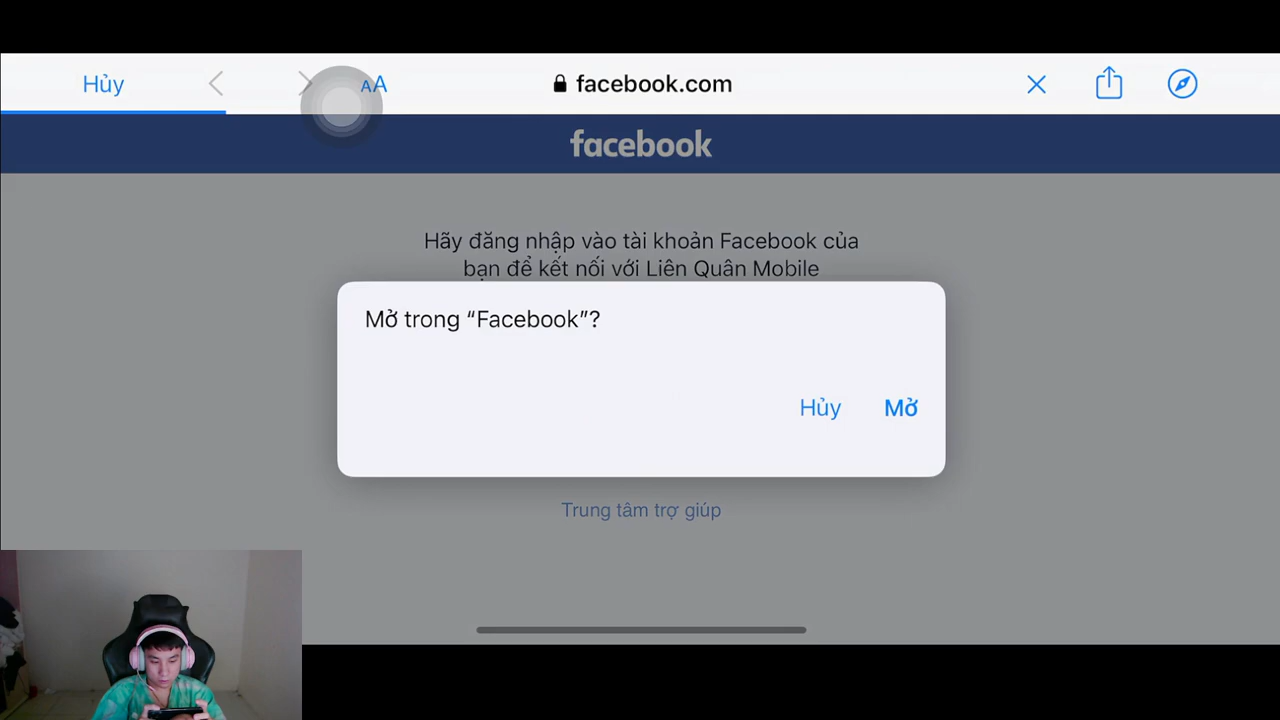 Hủy
AA
facebook.com
facebook
Hãy đăng nhập vào tài khoản Facebook của
bạn để kết nối với Liên Quân Mobile
Mở trong “Facebook”?
Hủy Mở
Trung tâm trợ giúp